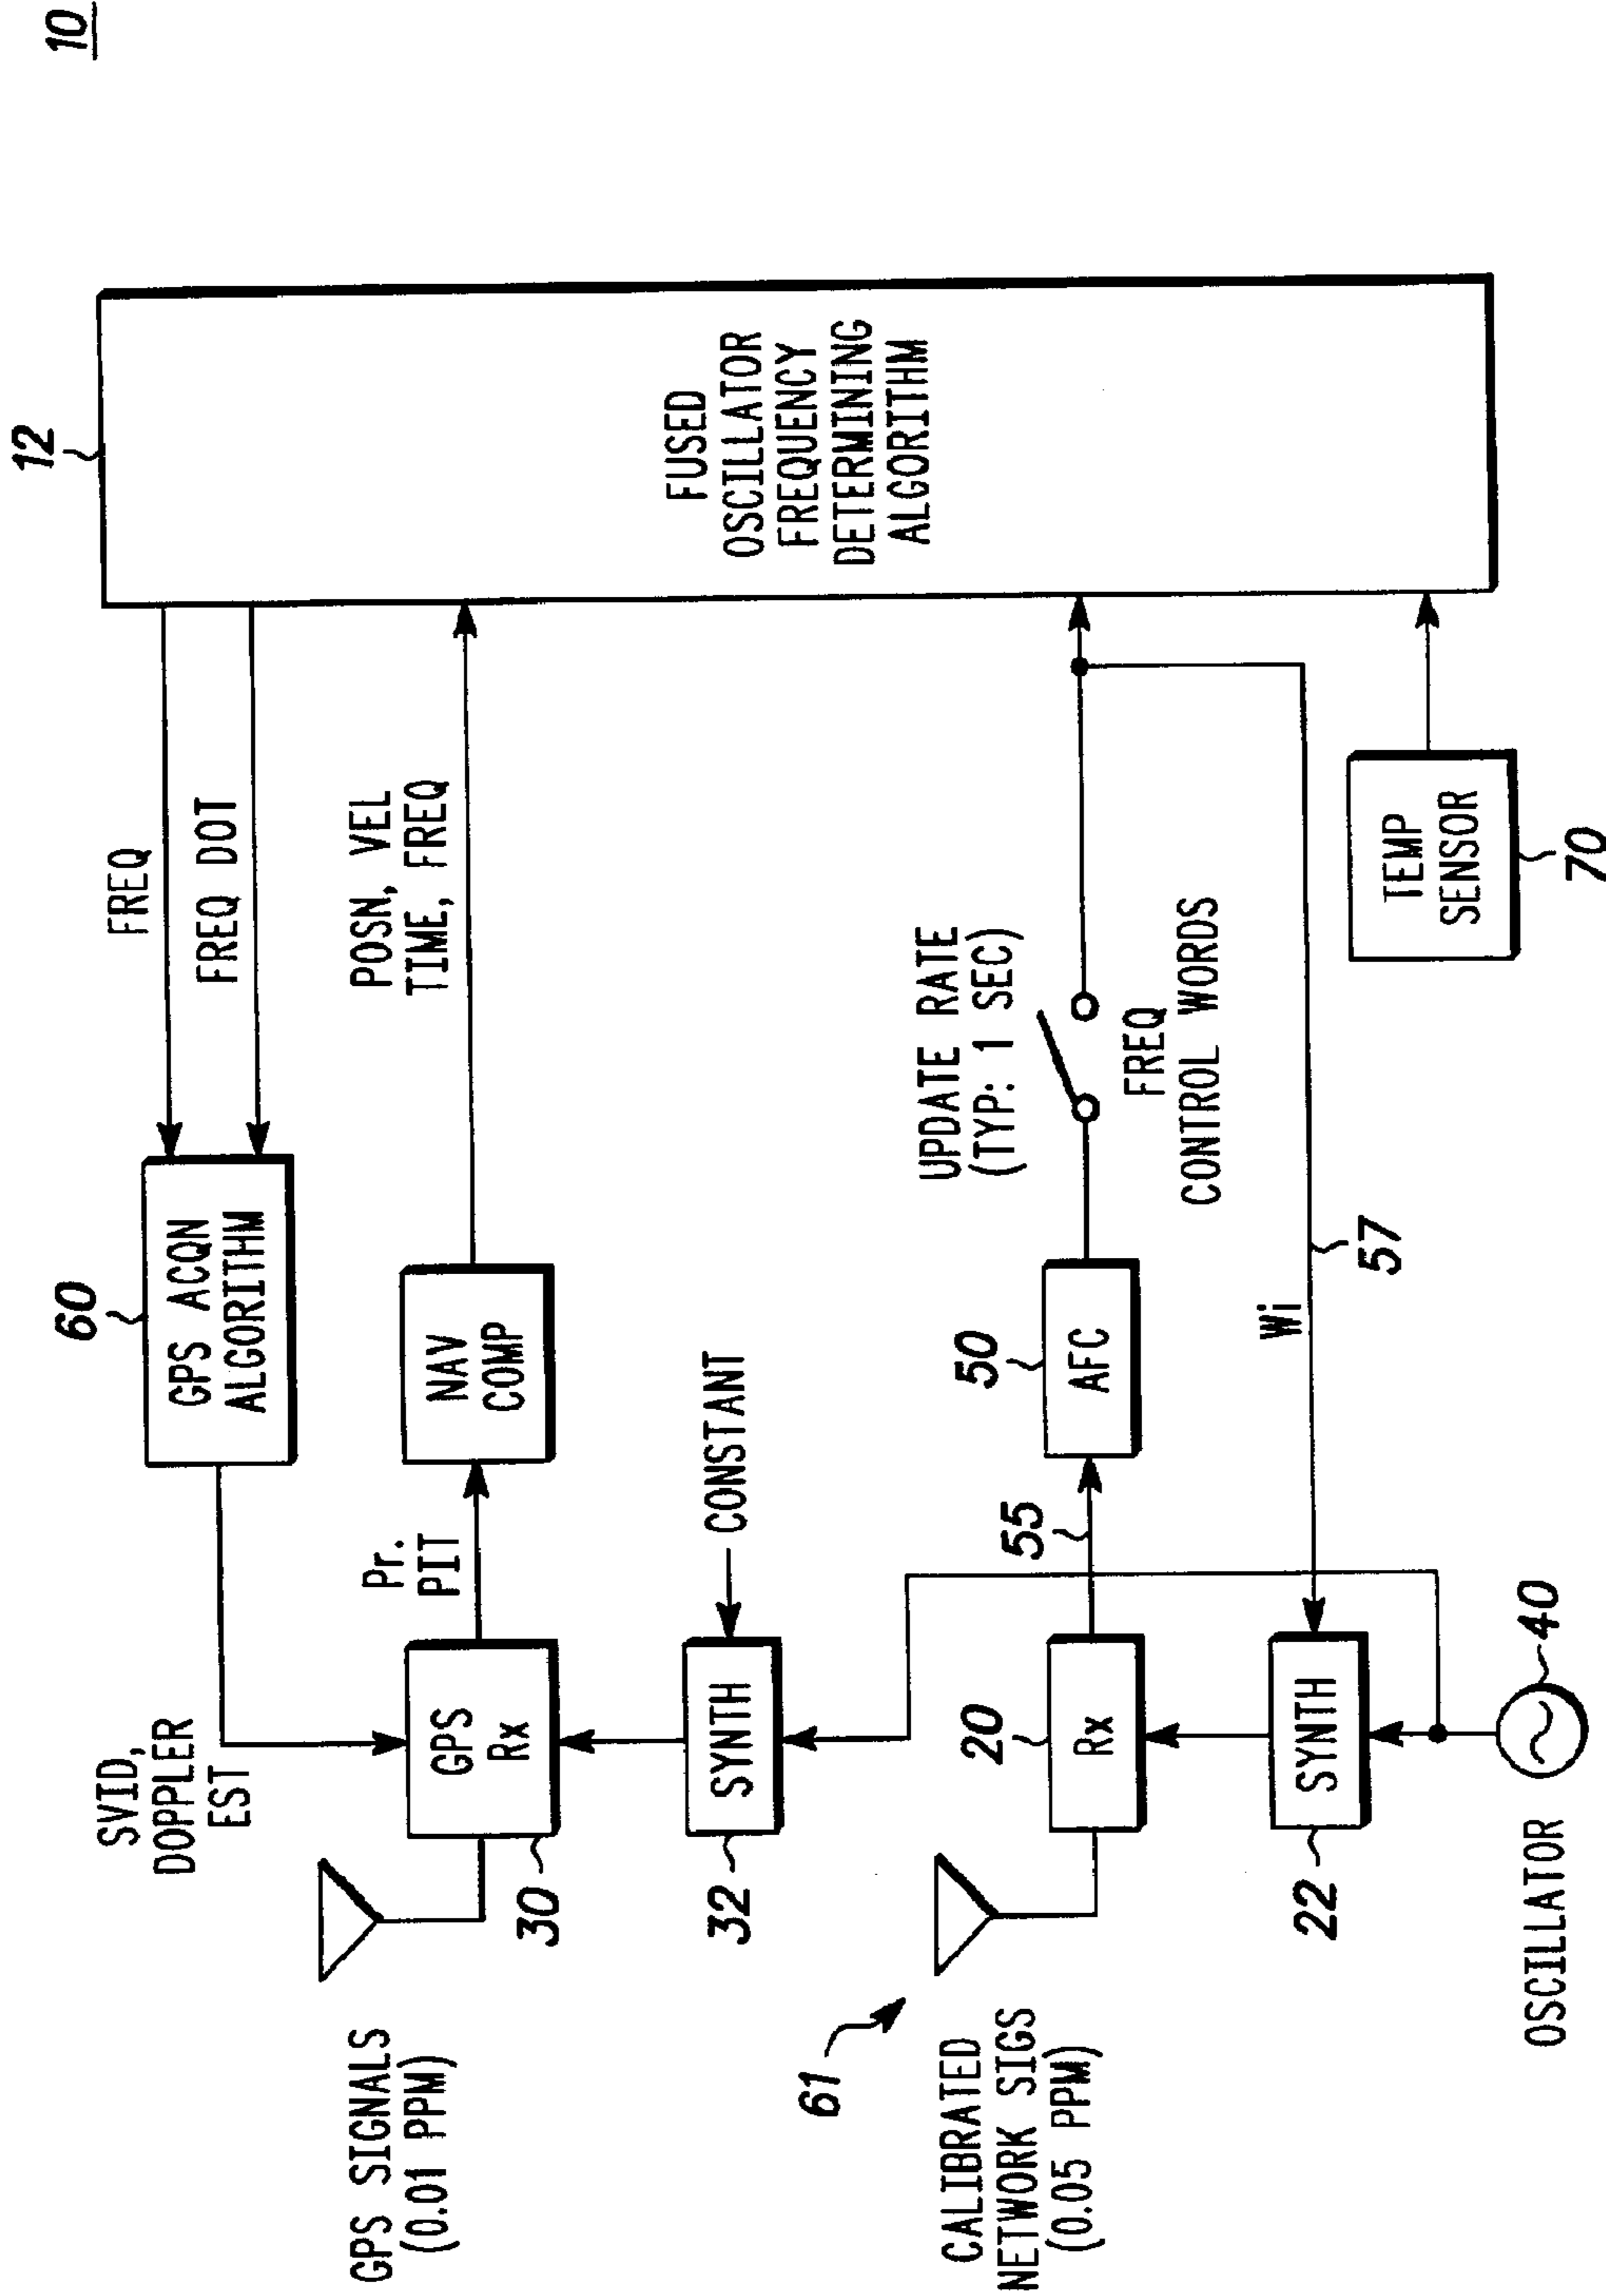 10
12
FUSED
OSCILLATOR
FREQUENCY
DETERMINING
ALGORITHM
FREQ
FREQ DOT
60
GPS ACQN
ALGORITHM
SVID,
DOPPLER
EST
POSN, VEL
TIME, FREQ
NAV
COMP
Pr.
PIT
GPS
Rx
30
GPS SIGNALS
(0.01 PPM)
CONSTANT
SYNTH
32
UPDATE RATE
(TYP: 1 SEC)
FREQ
CONTROL WORDS
50
AFC
55
20
Rx
61
CALIBRATED
NETWORK SIGS
(0.05 PPM)
Wi
57
SYNTH
22
TEMP
SENSOR
70
40
OSCILLATOR